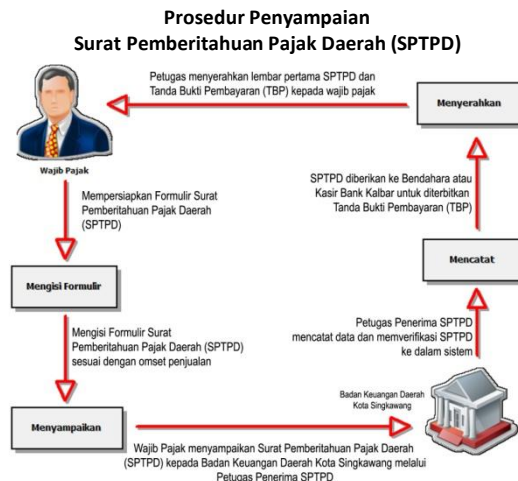 Prosedur Penyampaian
Surat Pemberitahuan Pajak Daerah (SPTPD)
Petugas menyerahkan lembar pertama SPTPD dan
Tanda Bukti Pembayaran (TBP) kepada wajib pajak
Menyerahkan
Wajib Pajak
SPTPD diberikan ke Bendahara atau
Kasir Bank Kalbar untuk diterbitkan
Tanda Bukti Pembayaran (TBP)
Mempersiapkan Formulir Surat
Pemberitahuan Pajak Daerah
(SPTPD)
Mencatat
Mengisi Formulir
Petugas Penerima SPTPD
mencatat data dan memverifikasi SPTPD
ke dalam sistem
Mengisi Formulir Surat
Pemberitahuan Pajak Daerah (SPTPD)
sesuai dengan omset penjualan
Badan Keuangan Daerah
Kota Singkawang
Menyampaikan
Wajib Pajak menyampaikan Surat Pemberitahuan Pajak Daerah
(SPTPD) kepada Badan Keuangan Daerah Kota Singkawang melalui
Petugas Penerima SPTPD